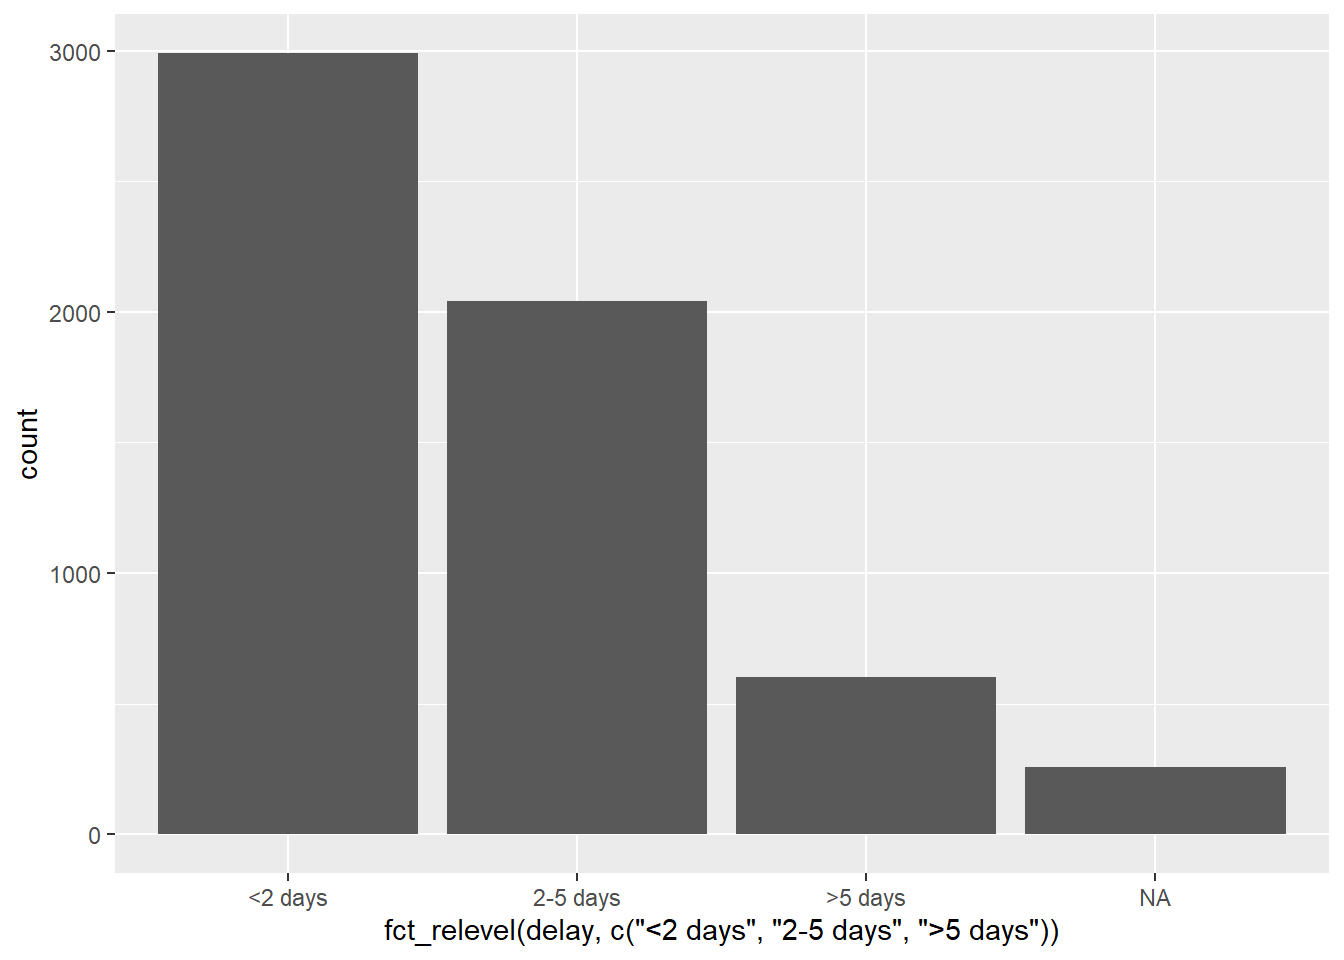 3000
2000
1000
0
count
<2 days
2-5 days
>5 days
NA
fct_relevel(delay, c("<2 days", "2-5 days", ">5 days"))